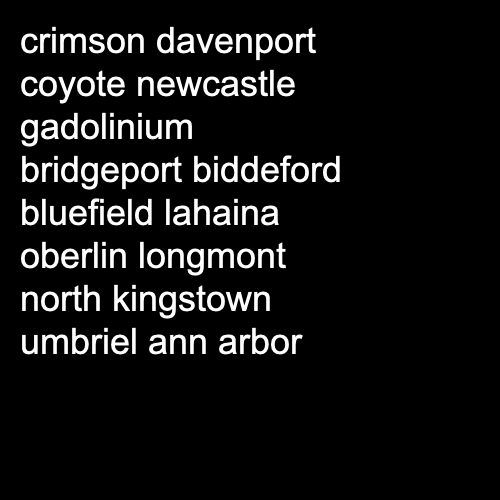 crimson davenport
coyote newcastle
gadolinium
bridgeport biddeford
bluefield lahaina
oberlin longmont
north kingstown
umbriel ann arbor